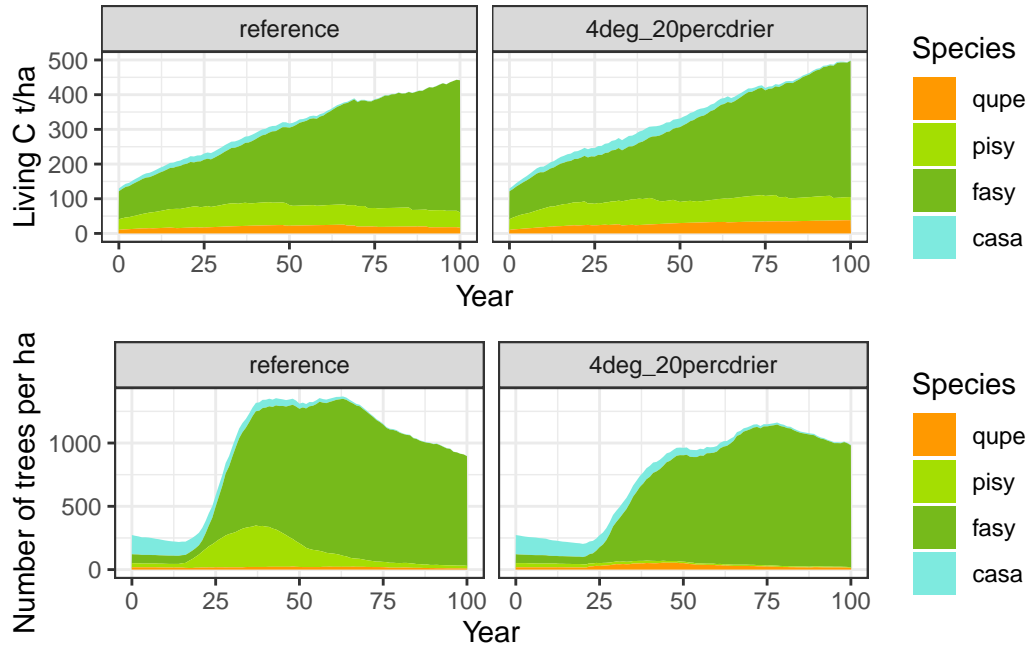 reference
4deg_20percdrier
Living C t/ha
500
400
300
200
100
0
0 25 50 75 100
0 25 50 75 100
Year
Species
qupe
pisy
fasy
casa
reference
4deg_20percdrier
Number of trees per ha
1000
500
0
0 25 50 75 100
0 25 50 75 100
Year
Species
qupe
pisy
fasy
casa